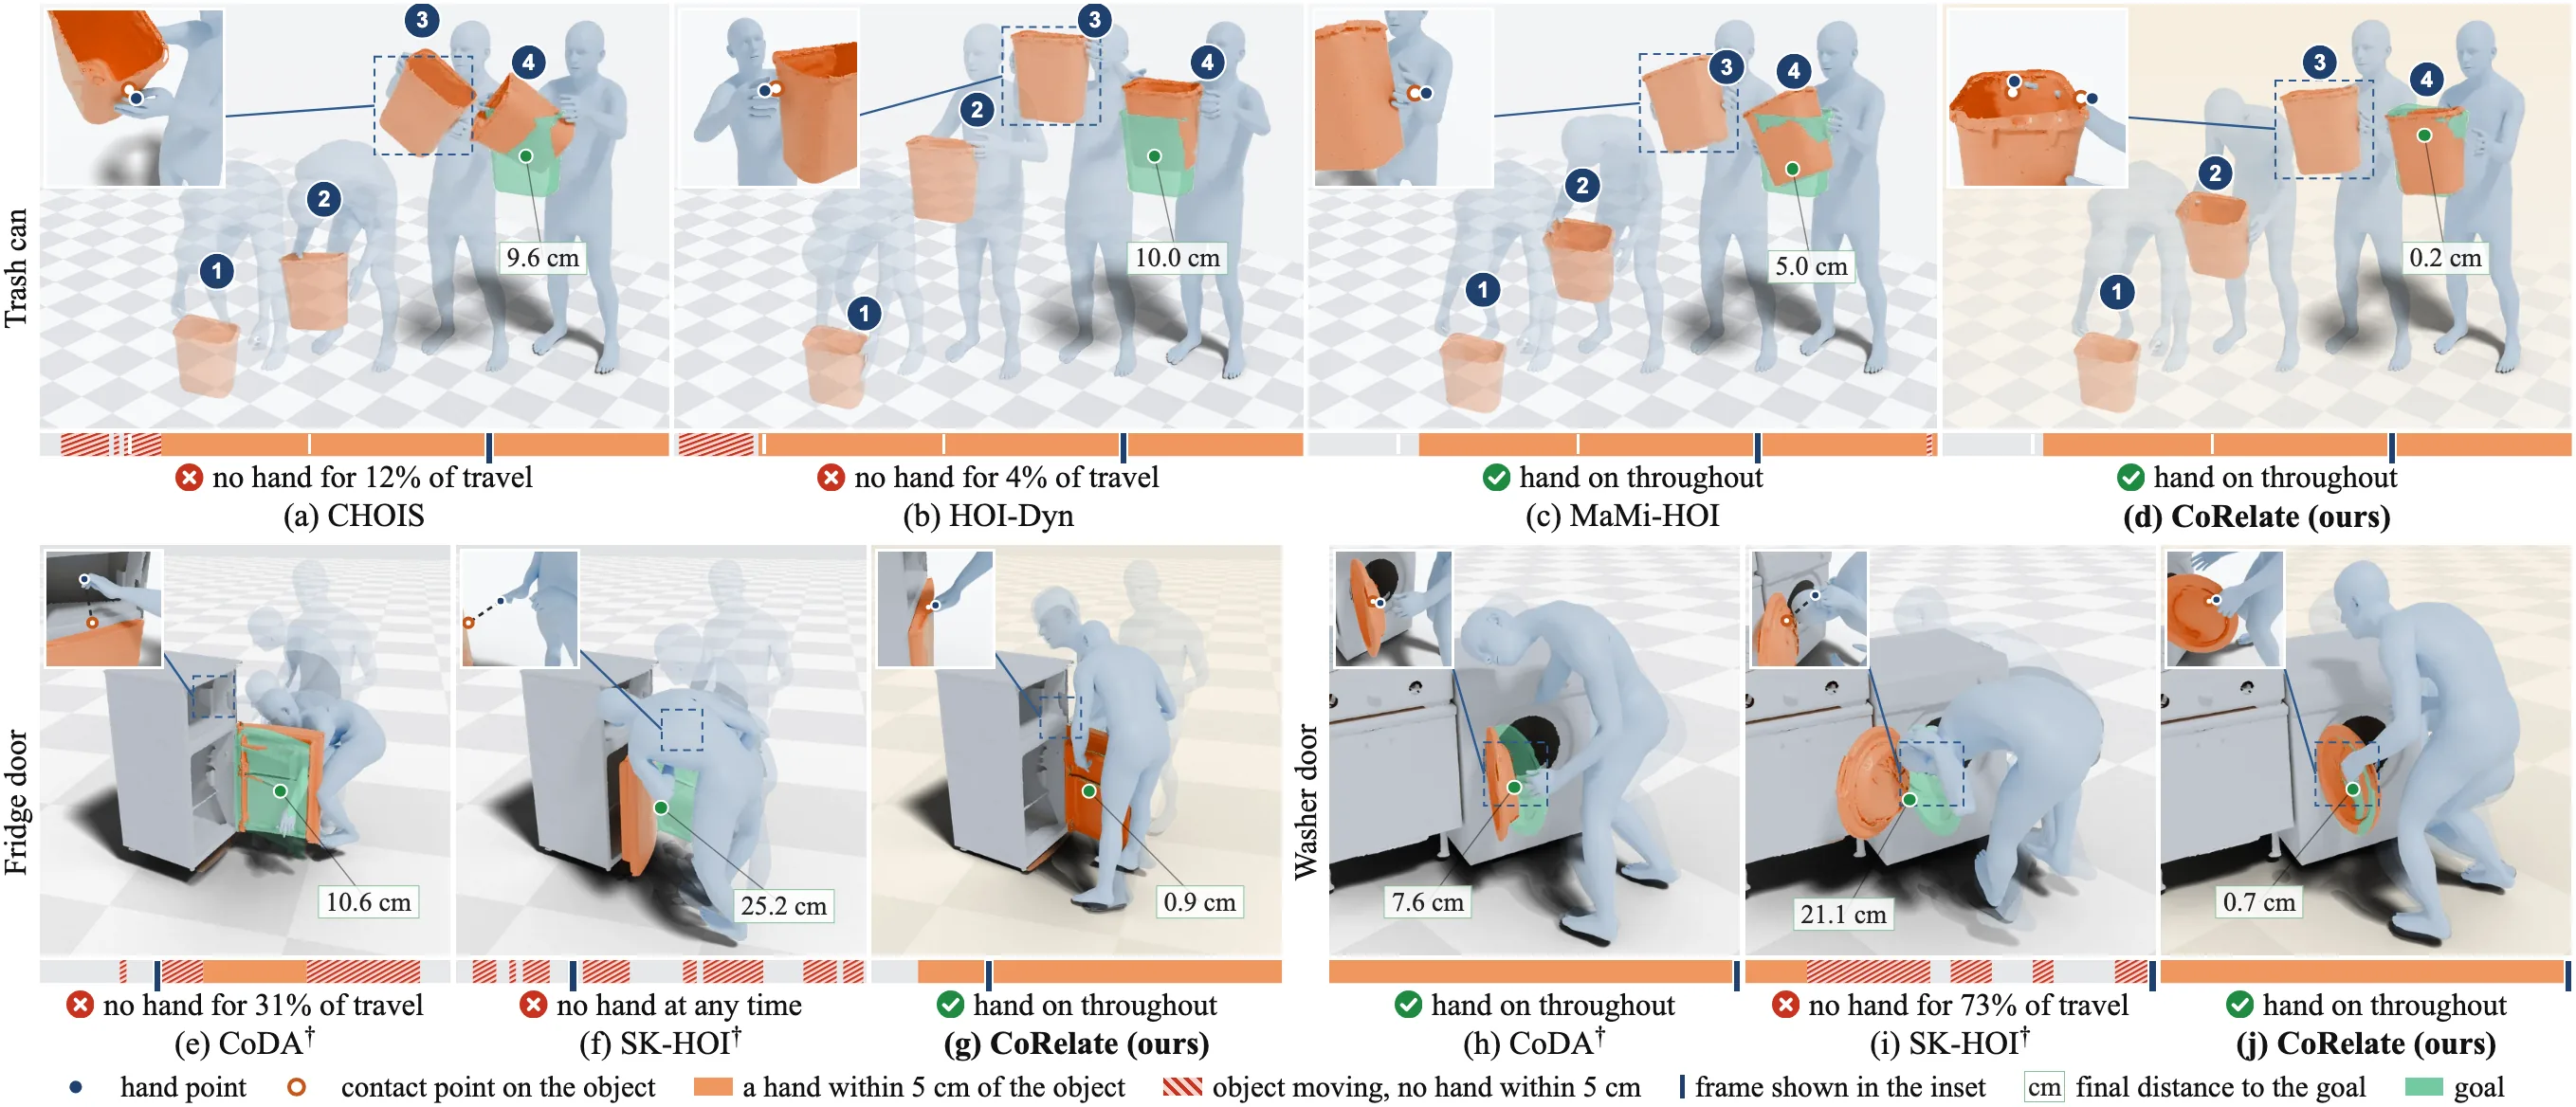 Trash can
3
4
2
1
9.6 cm
3
4
2
1
10.0 cm
3
4
2
1
5.0 cm
3
4
2
1
0.2 cm
no hand for 12% of travel
no hand for 4% of travel
hand on throughout
hand on throughout
(a) CHOIS
(b) HOI-Dyn
(c) MaMi-HOI
(d) CoRelate (ours)
Fridge door
10.6 cm
25.2 cm
0.9 cm
Washer door
7.6 cm
21.1 cm
0.7 cm
no hand for 31% of travel
no hand at any time
hand on throughout
hand on throughout
no hand for 73% of travel
hand on throughout
(e) CoDA†
(f) SK-HOI†
(g) CoRelate (ours)
(h) CoDA†
(i) SK-HOI†
(j) CoRelate (ours)
hand point
contact point on the object
a hand within 5 cm of the object
object moving, no hand within 5 cm
frame shown in the inset
cm final distance to the goal
goal